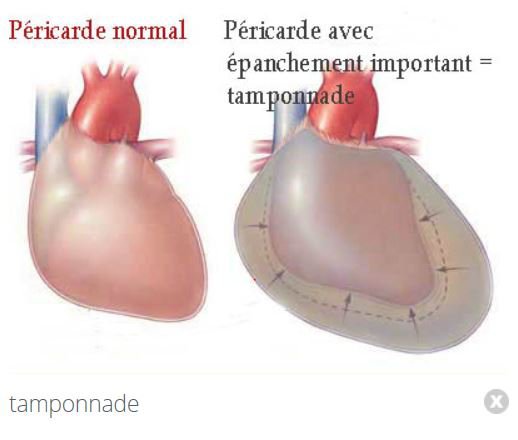 Péricarde normal
Péricarde avec
épanchement important =
tamponnade
tamponnade